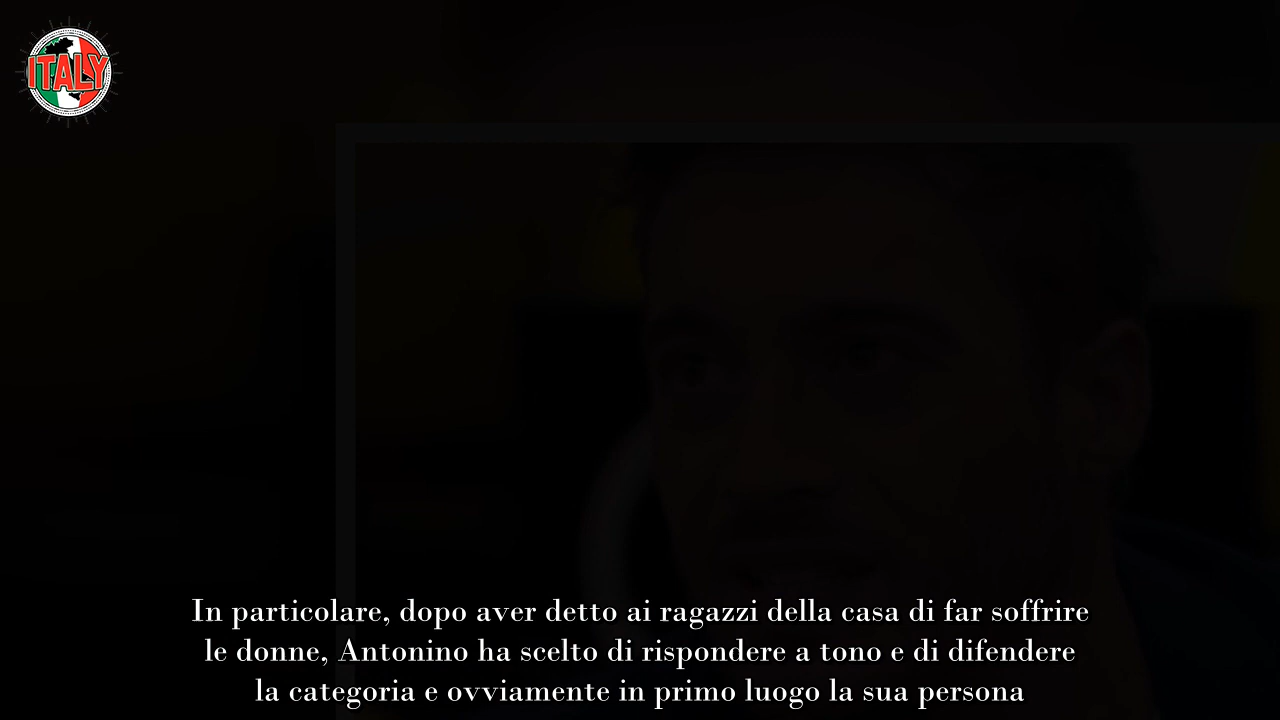 ITALY
In particolare, dopo aver detto ai ragazzi della casa di far soffrire
le donne, Antonino ha scelto di rispondere a tono e di difendere
la categoria e ovviamente in primo luogo la sua persona